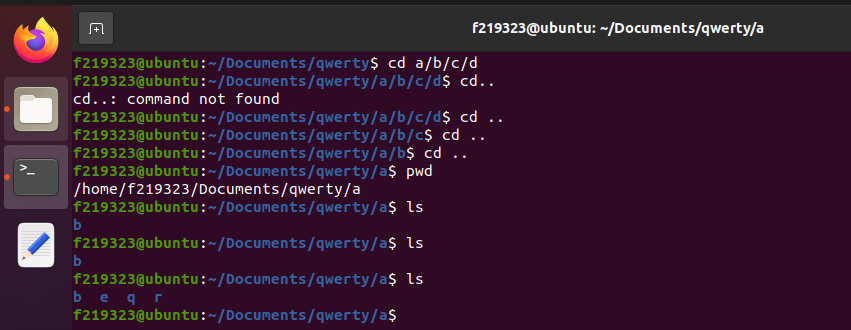 f219323@ubuntu: ~/Documents/qwerty/a
f219323@ubuntu:~/Documents/qwerty$ cd a/b/c/d
f219323@ubuntu:~/Documents/qwerty/a/b/c/d$ cd..
cd..: command not found
f219323@ubuntu:~/Documents/qwerty/a/b/c/d$ cd ..
f219323@ubuntu:~/Documents/qwerty/a/b/c$ cd ..
f219323@ubuntu:~/Documents/qwerty/a/b$ cd ..
f219323@ubuntu:~/Documents/qwerty/a$ pwd
/home/f219323/Documents/qwerty/a
f219323@ubuntu:~/Documents/qwerty/a$ ls
b
f219323@ubuntu:~/Documents/qwerty/a$ ls
b
f219323@ubuntu:~/Documents/qwerty/a$ ls
b  e  q  r
f219323@ubuntu:~/Documents/qwerty/a$